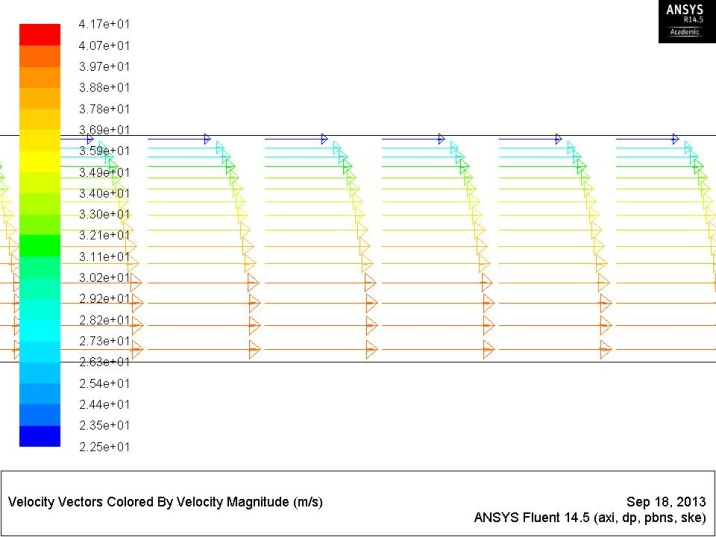 ANSYS
R14.5
Academic
4.17e+01
4.07e+01
3.97e+01
3.88e+01
3.78e+01
3.69e+01
3.59e+01
3.49e+01
3.40e+01
3.30e+01
3.21e+01
3.11e+01
3.02e+01
2.92e+01
2.82e+01
2.73e+01
2.63e+01
2.54e+01
2.44e+01
2.35e+01
2.25e+01
Velocity Vectors Colored By Velocity Magnitude (m/s)
Sep 18, 2013
ANSYS Fluent 14.5 (axi, dp, pbns, ske)